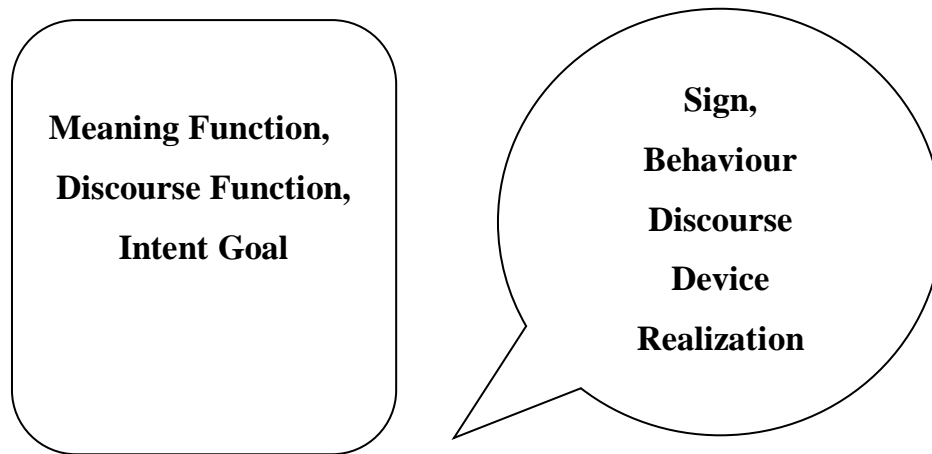 Meaning Function,
Discourse Function,
Intent Goal
Sign,
Behaviour
Discourse
Device
Realization